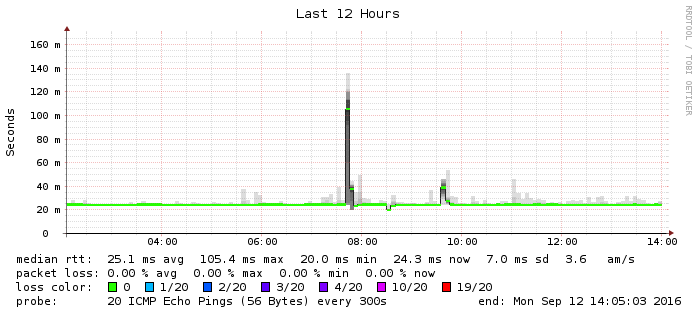 Last 12 Hours
RRDTOOL / TOBI OETIKER
Seconds
160 m
140 m
120 m
100 m
80 m
60 m
40 m
20 m
0
04:00 06:00 08:00 10:00 12:00 14:00
median rtt: 25.1 ms avg 105.4 ms max 20.0 ms min 24.3 ms now 7.0 ms sd 3.6 am/s
packet loss: 0.00 % avg 0.00 % max 0.00 % min 0.00 % now
loss color: 0 1/20 2/20 3/20 4/20 10/20 19/20
probe: 20 ICMP Echo Pings (56 Bytes) every 300s end: Mon Sep 12 14:05:03 2016